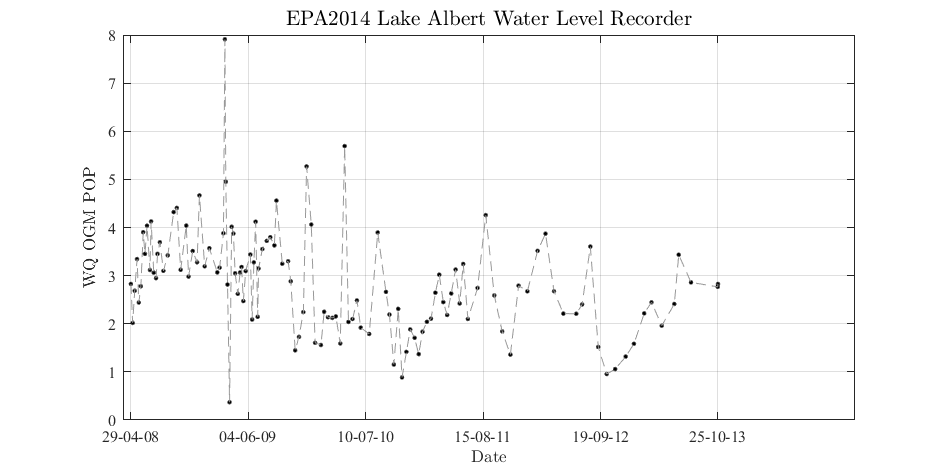 EPA2014 Lake Albert Water Level Recorder
WQ OGM POP
8
7
6
5
4
3
2
1
0
29-04-08 04-06-09 10-07-10 15-08-11 19-09-12 25-10-13
Date